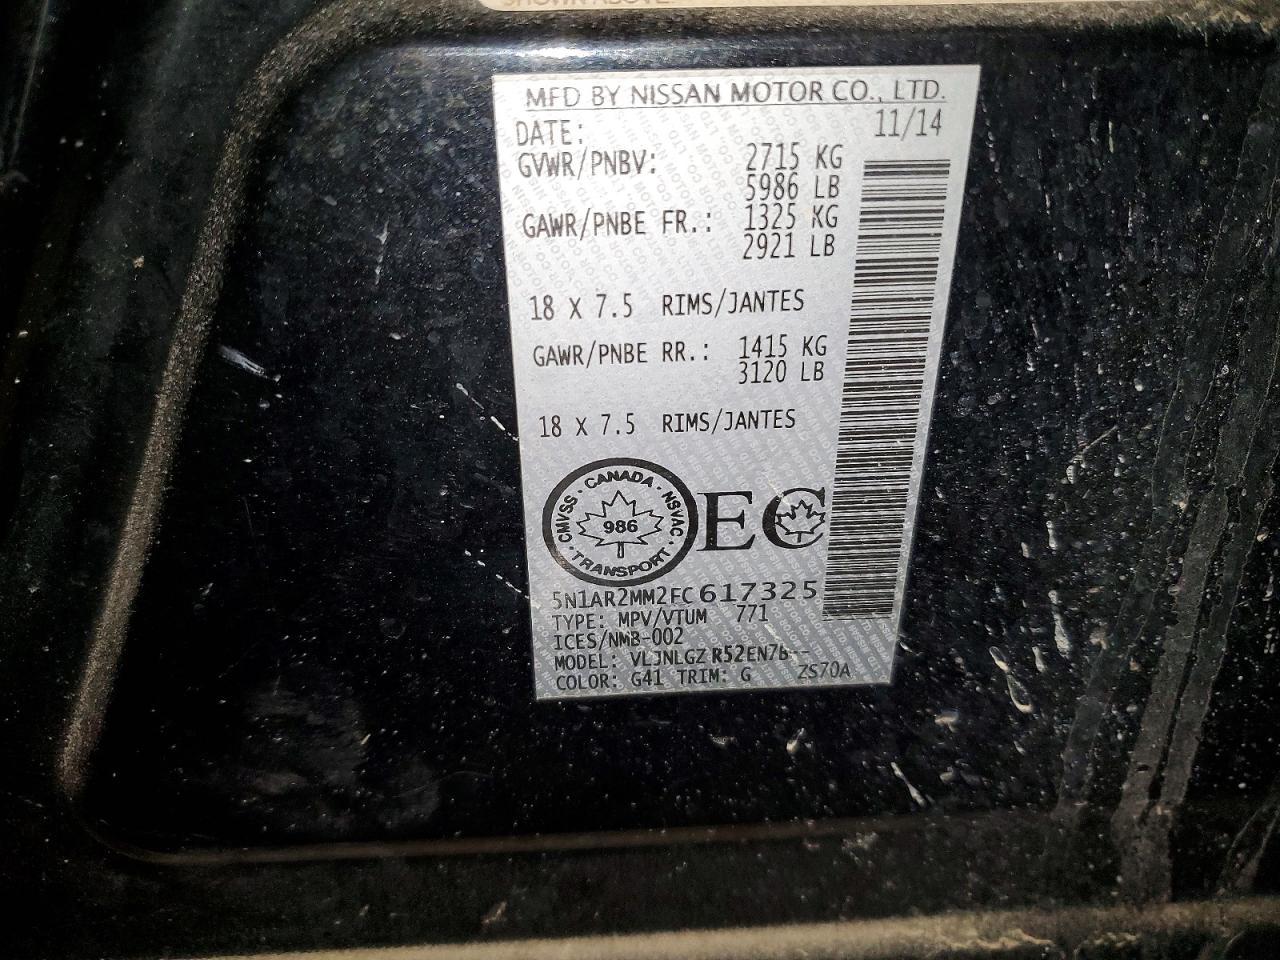 SHOWN ABOVE.
MFD BY NISSAN MOTOR CO., LTD.
DATE: 11/14
GVWR/PNBV: 2715 KG
5986 LB
GAWR/PNBE FR.: 1325 KG
2921 LB
18 X 7.5 RIMS/JANTES
GAWR/PNBE RR.: 1415 KG
3120 LB
18 X 7.5 RIMS/JANTES
CMVSS · CANADA · NSVAC · TRANSPORT ·
986
EC
5N1AR2MM2FC617325
TYPE: MPV/VTUM 771
ICES/NMB-002
MODEL: VLJNLGZ R52EN7B--
COLOR: G41 TRIM: G ZS70A